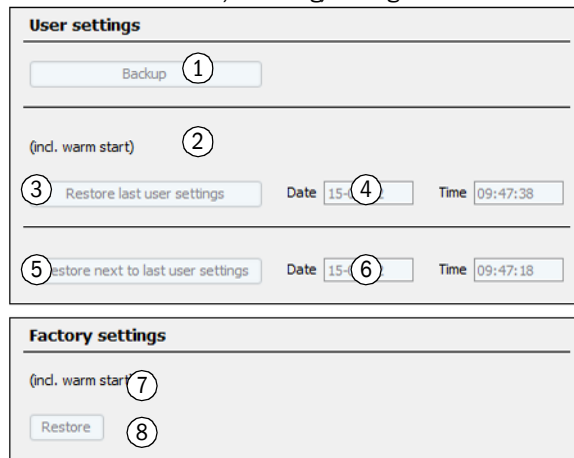 User settings
Backup 1
2
(incl. warm start)
3 Restore last user settings Date 4 Time 09:47:38
5 next to last user settings Date 6 Time 09:47:18
Factory settings
(incl. warm 7
Restore
8